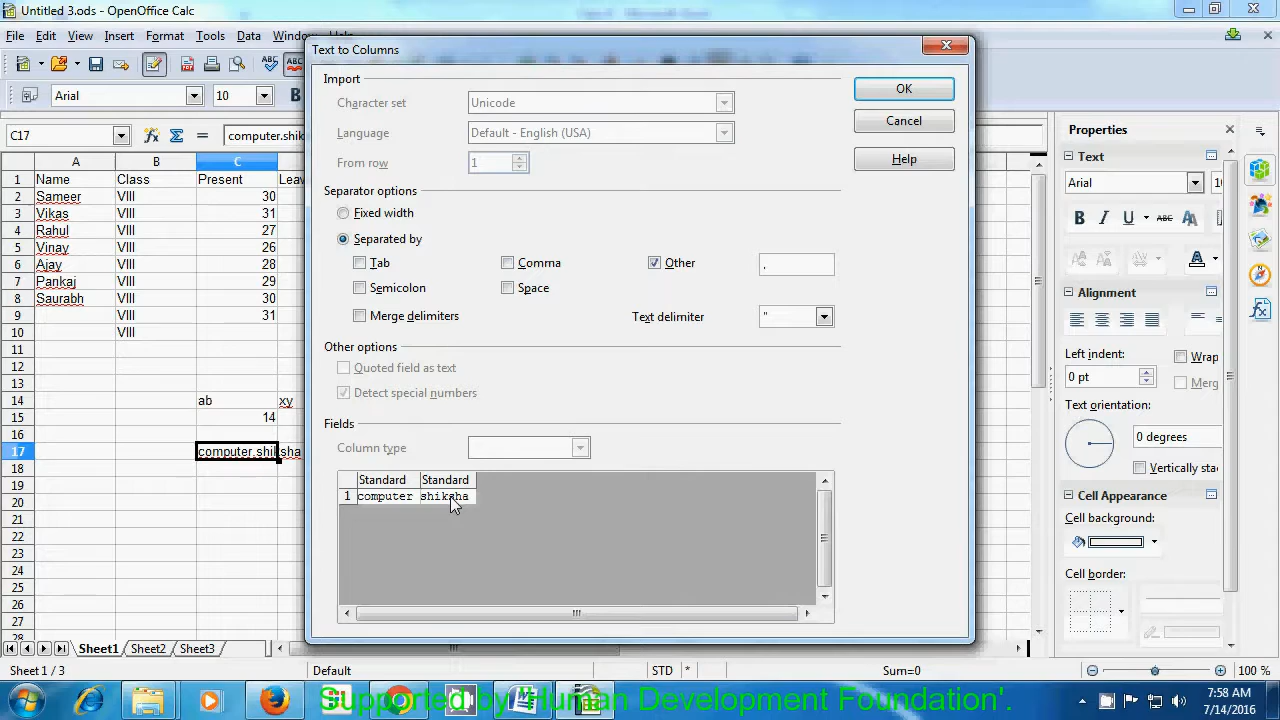 Untitled 3.ods - OpenOffice Calc
File Edit View Insert Format Tools Data Window
Text to Columns
Arial 10 B
C17 computer.shik
A B C
1 Name Class Present Leav
2 Sameer VIII 30
3 Vikas VIII 31
4 Rahul VIII 27
5 Vinay VIII 26
6 Ajay VIII 28
7 Pankaj VIII 29
8 Saurabh VIII 30
9 VIII 31
10 VIII
11
12
13
14 ab xy
15 14
16
17 computer.shiksha
18
19
20
21
22
23
24
25
26
27
28
Import
Character set Unicode
Language Default - English (USA)
From row 1
Separator options
Fixed width
Separated by
Tab Comma Other .
Semicolon Space
Merge delimiters Text delimiter "
Other options
Quoted field as text
Detect special numbers
Fields
Column type
Standard Standard
1 computer shiksha
OK
Cancel
Help
Properties
Text
Arial 1
B I U ABC A
A A AV A
Alignment
Left indent: Wrap
0 pt Merg
Text orientation:
0 degrees
Vertically sta
Cell Appearance
Cell background:
Cell border:
Sheet1 Sheet2 Sheet3
Sheet 1 / 3 Default STD * Sum=0 100 %
Supported by 'Human Development Foundation'.
7:58 AM
7/14/2016